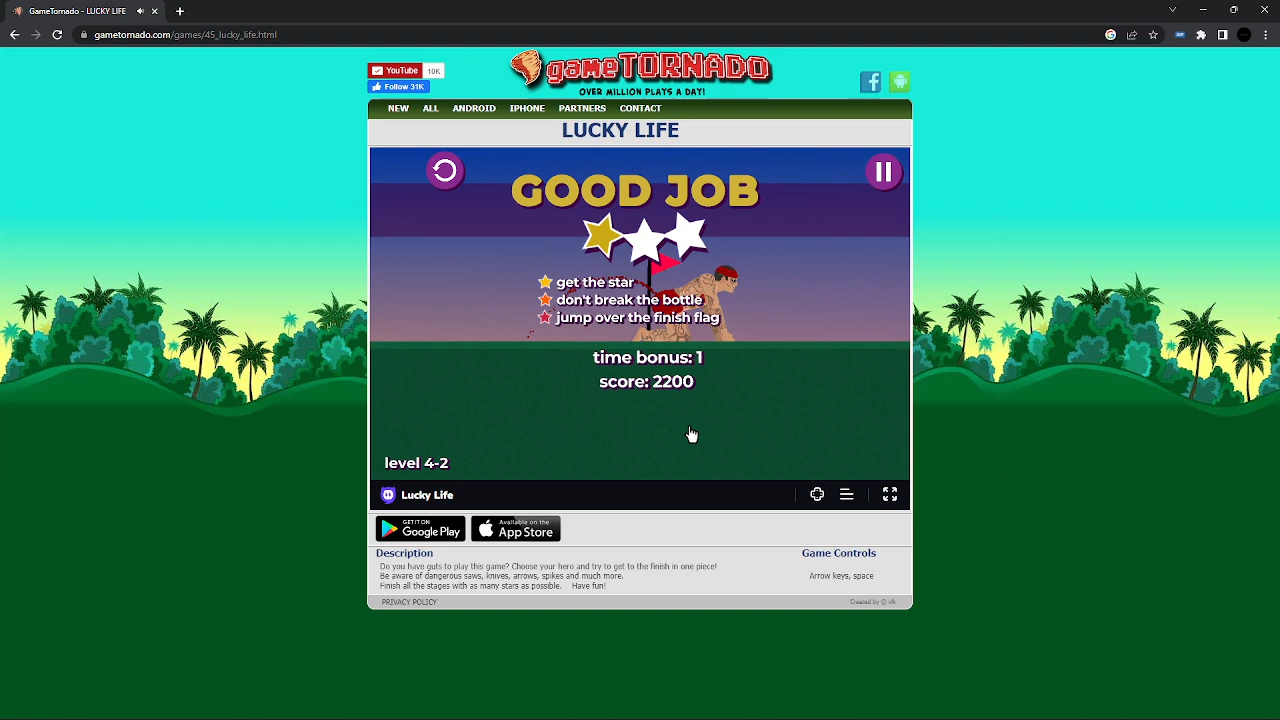 GameTornado - LUCKY LIFE
gametornado.com/games/45_lucky_life.html
YouTube 10K
Follow 31K
gameTORNADO
OVER MILLION PLAYS A DAY!
NEW ALL ANDROID IPHONE PARTNERS CONTACT
LUCKY LIFE
GOOD JOB
get the star
don't break the bottle
jump over the finish flag
time bonus: 1
score: 2200
level 4-2
Lucky Life
GET IT ON
Google Play
Available on the
App Store
Description
Game Controls
Do you have guts to play this game? Choose your hero and try to get to the finish in one piece!
Be aware of dangerous saws, knives, arrows, spikes and much more.
Arrow keys, space
Finish all the stages with as many stars as possible. Have fun!
PRIVACY POLICY
Created by © vik